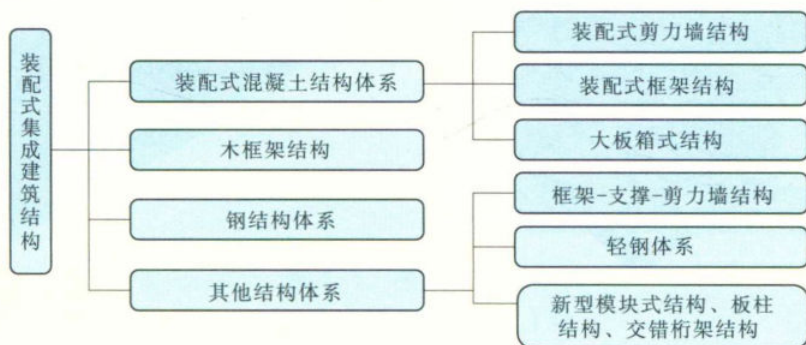 装配式集成建筑结构
装配式混凝土结构体系
木框架结构
钢结构体系
其他结构体系
装配式剪力墙结构
装配式框架结构
大板箱式结构
框架-支撑-剪力墙结构
轻钢体系
新型模块式结构、板柱
结构、交错桁架结构